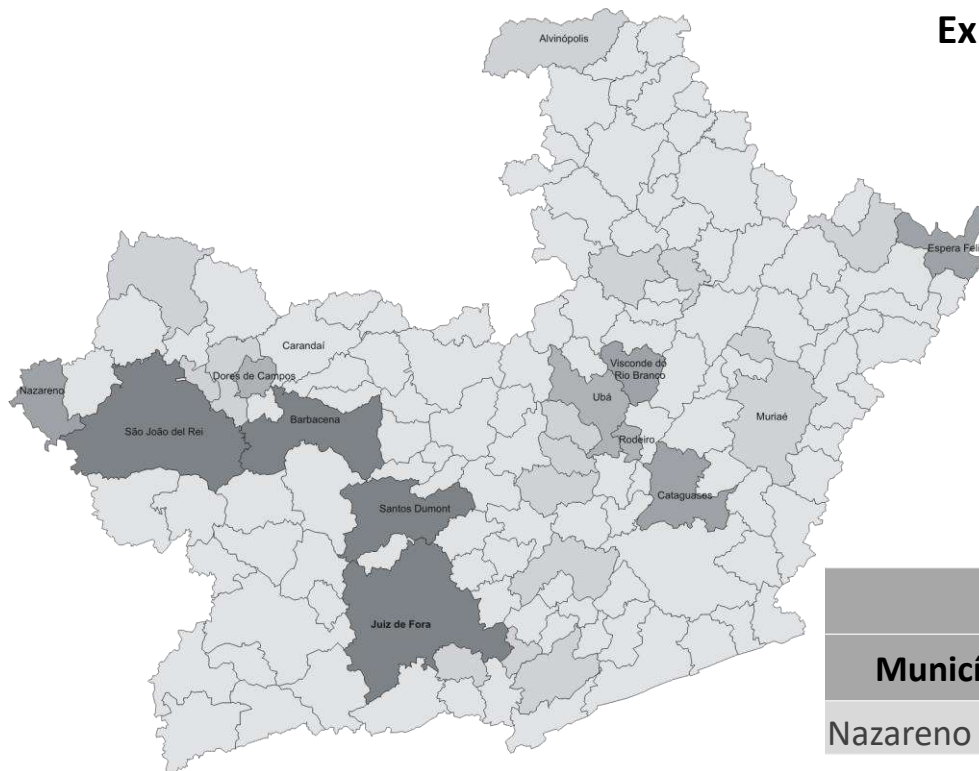 Ex
Alvinópolis
Espera Feli
Carandaí
Visconde do
Rio Branco
Nazareno
Dores de Campos
Ubá
Muriaé
Barbacena
São João del Rei
Rodeiro
Cataguases
Santos Dumont
Juiz de Fora
Municí
Nazareno